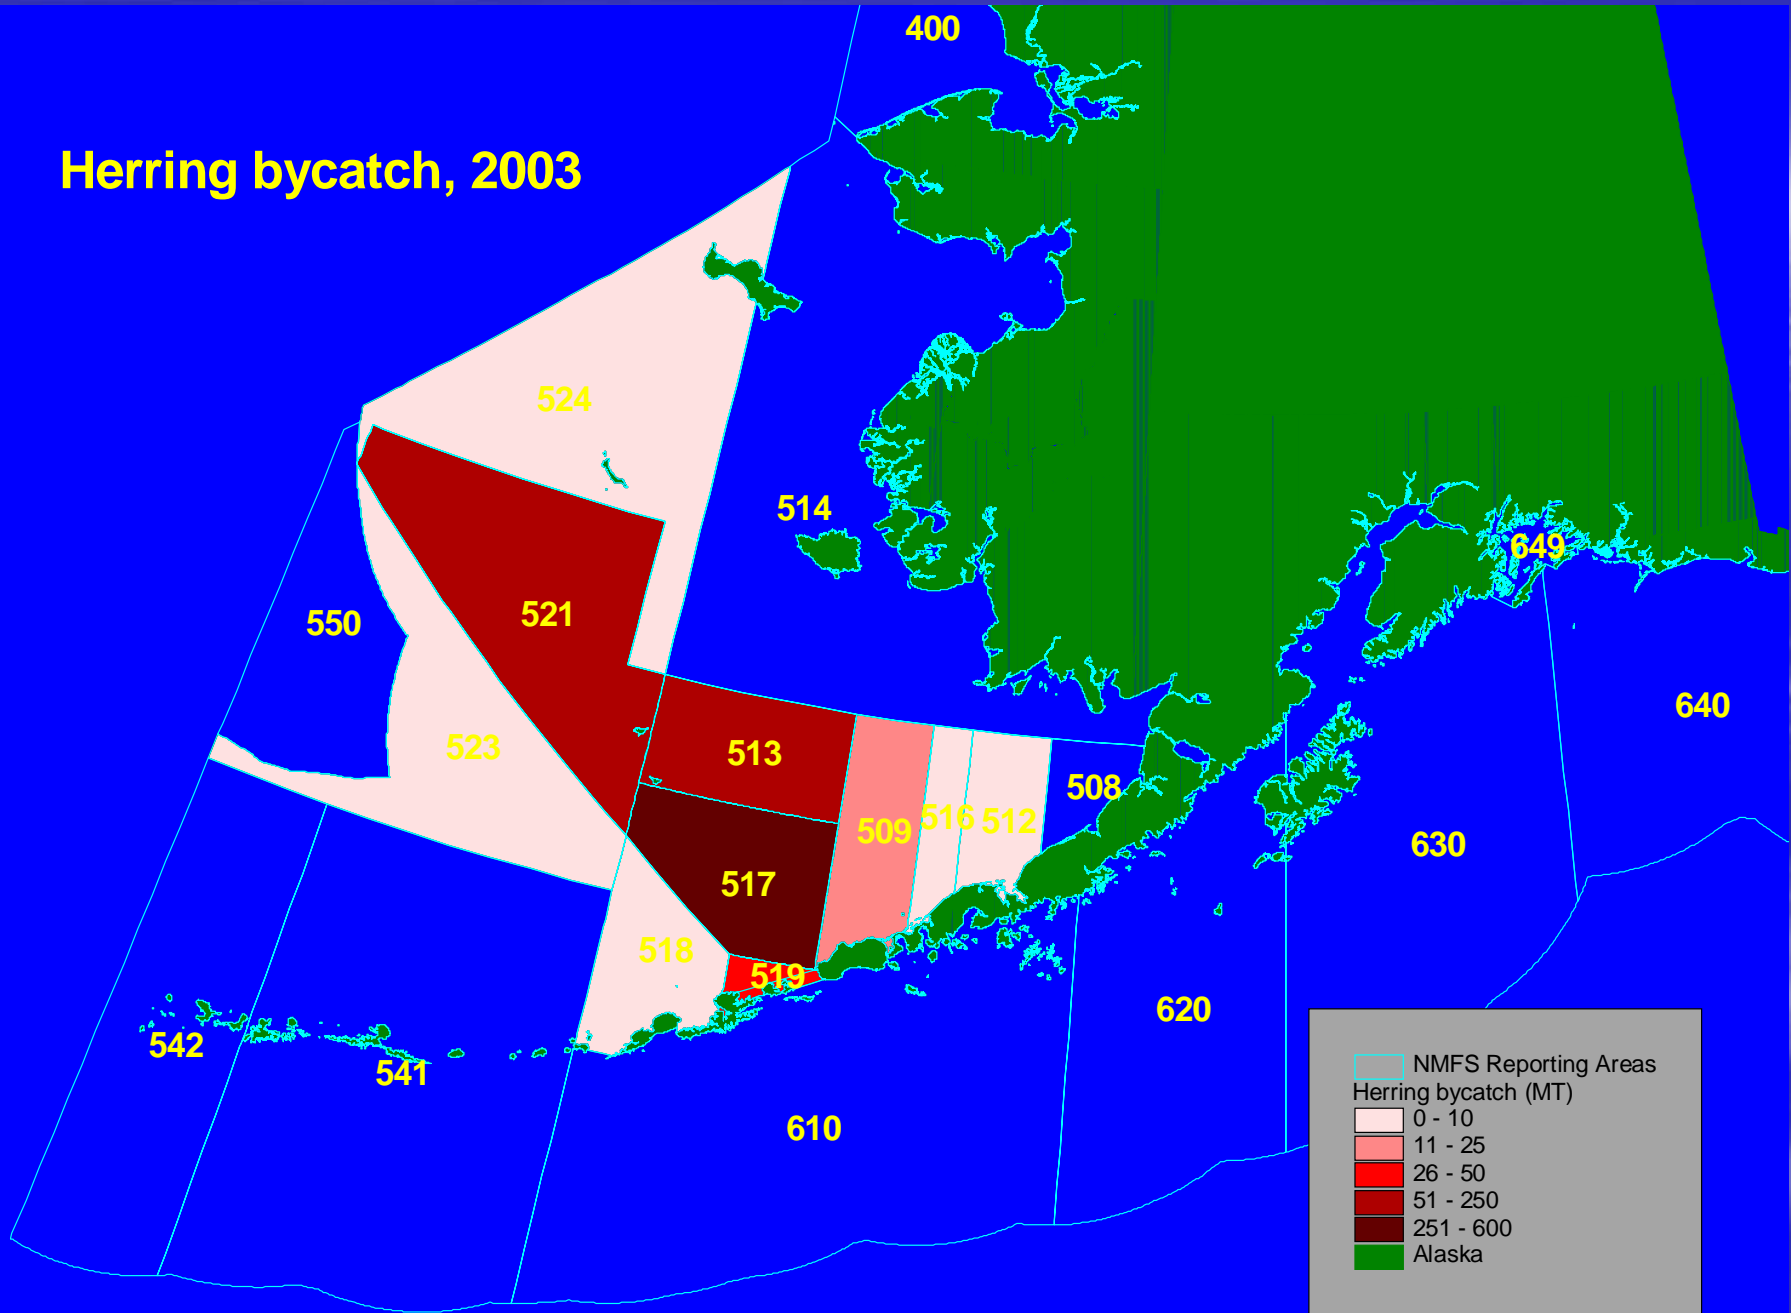 400
Herring bycatch, 2003
524
514
649
550
521
640
523
513
508
516
512
509
630
517
518
519
620
542
541
610
NMFS Reporting Areas
Herring bycatch (MT)
0 - 10
11 - 25
26 - 50
51 - 250
251 - 600
Alaska